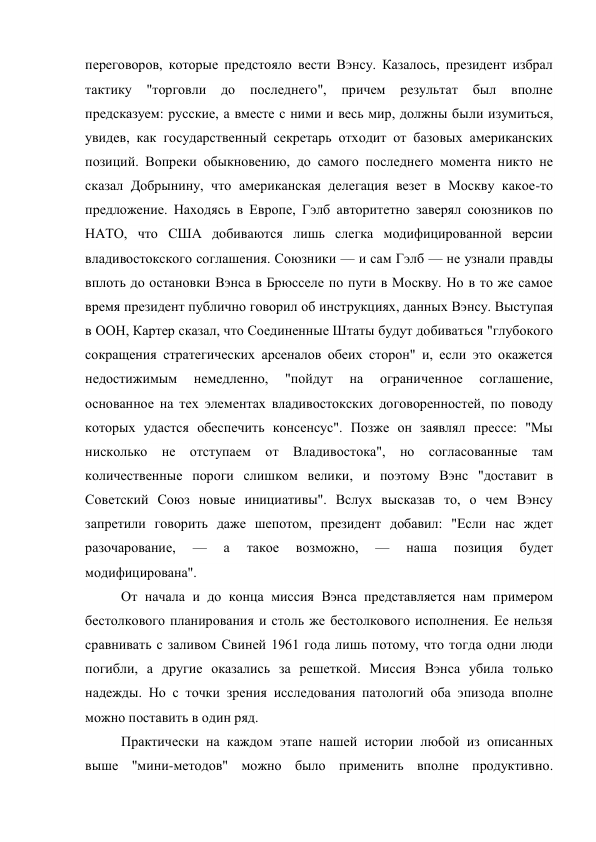 переговоров, которые предстояло вести Вэнсу. Казалось, президент избрал
тактику "торговли до последнего", причем результат был вполне
предсказуем: русские, а вместе с ними и весь мир, должны были изумиться,
увидев, как государственный секретарь отходит от базовых американских
позиций. Вопреки обыкновению, до самого последнего момента никто не
сказал Добрынину, что американская делегация везет в Москву какое-то
предложение. Находясь в Европе, Гэлб авторитетно заверял союзников по
НАТО, что США добиваются лишь слегка модифицированной версии
владивостокского соглашения. Союзники — и сам Гэлб — не узнали правды
вплоть до остановки Вэнса в Брюсселе по пути в Москву. Но в то же самое
время президент публично говорил об инструкциях, данных Вэнсу. Выступая
в ООН, Картер сказал, что Соединенные Штаты будут добиваться "глубокого
сокращения стратегических арсеналов обеих сторон" и, если это окажется
недостижимым немедленно, "пойдут на ограниченное соглашение,
основанное на тех элементах владивостокских договоренностей, по поводу
которых удастся обеспечить консенсус". Позже он заявлял прессе: "Мы
нисколько не отступаем от Владивостока", но согласованные там
количественные пороги слишком велики, и поэтому Вэнс "доставит в
Советский Союз новые инициативы". Вслух высказав то, о чем Вэнсу
запретили говорить даже шепотом, президент добавил: "Если нас ждет
разочарование, — а такое возможно, — наша позиция будет
модифицирована".
От начала и до конца миссия Вэнса представляется нам примером
бестолкового планирования и столь же бестолкового исполнения. Ее нельзя
сравнивать с заливом Свиней 1961 года лишь потому, что тогда одни люди
погибли, а другие оказались за решеткой. Миссия Вэнса убила только
надежды. Но с точки зрения исследования патологий оба эпизода вполне
можно поставить в один ряд.
Практически на каждом этапе нашей истории любой из описанных
выше "мини-методов" можно было применить вполне продуктивно.